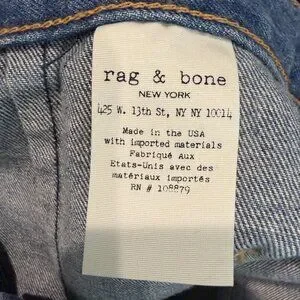 rag & bone
NEW YORK
425 W. 13th St, NY NY 10014
Made in the USA
with imported materials
Fabriqué Aux
Etats-Unis avec des
matériaux importés
RN # 108879